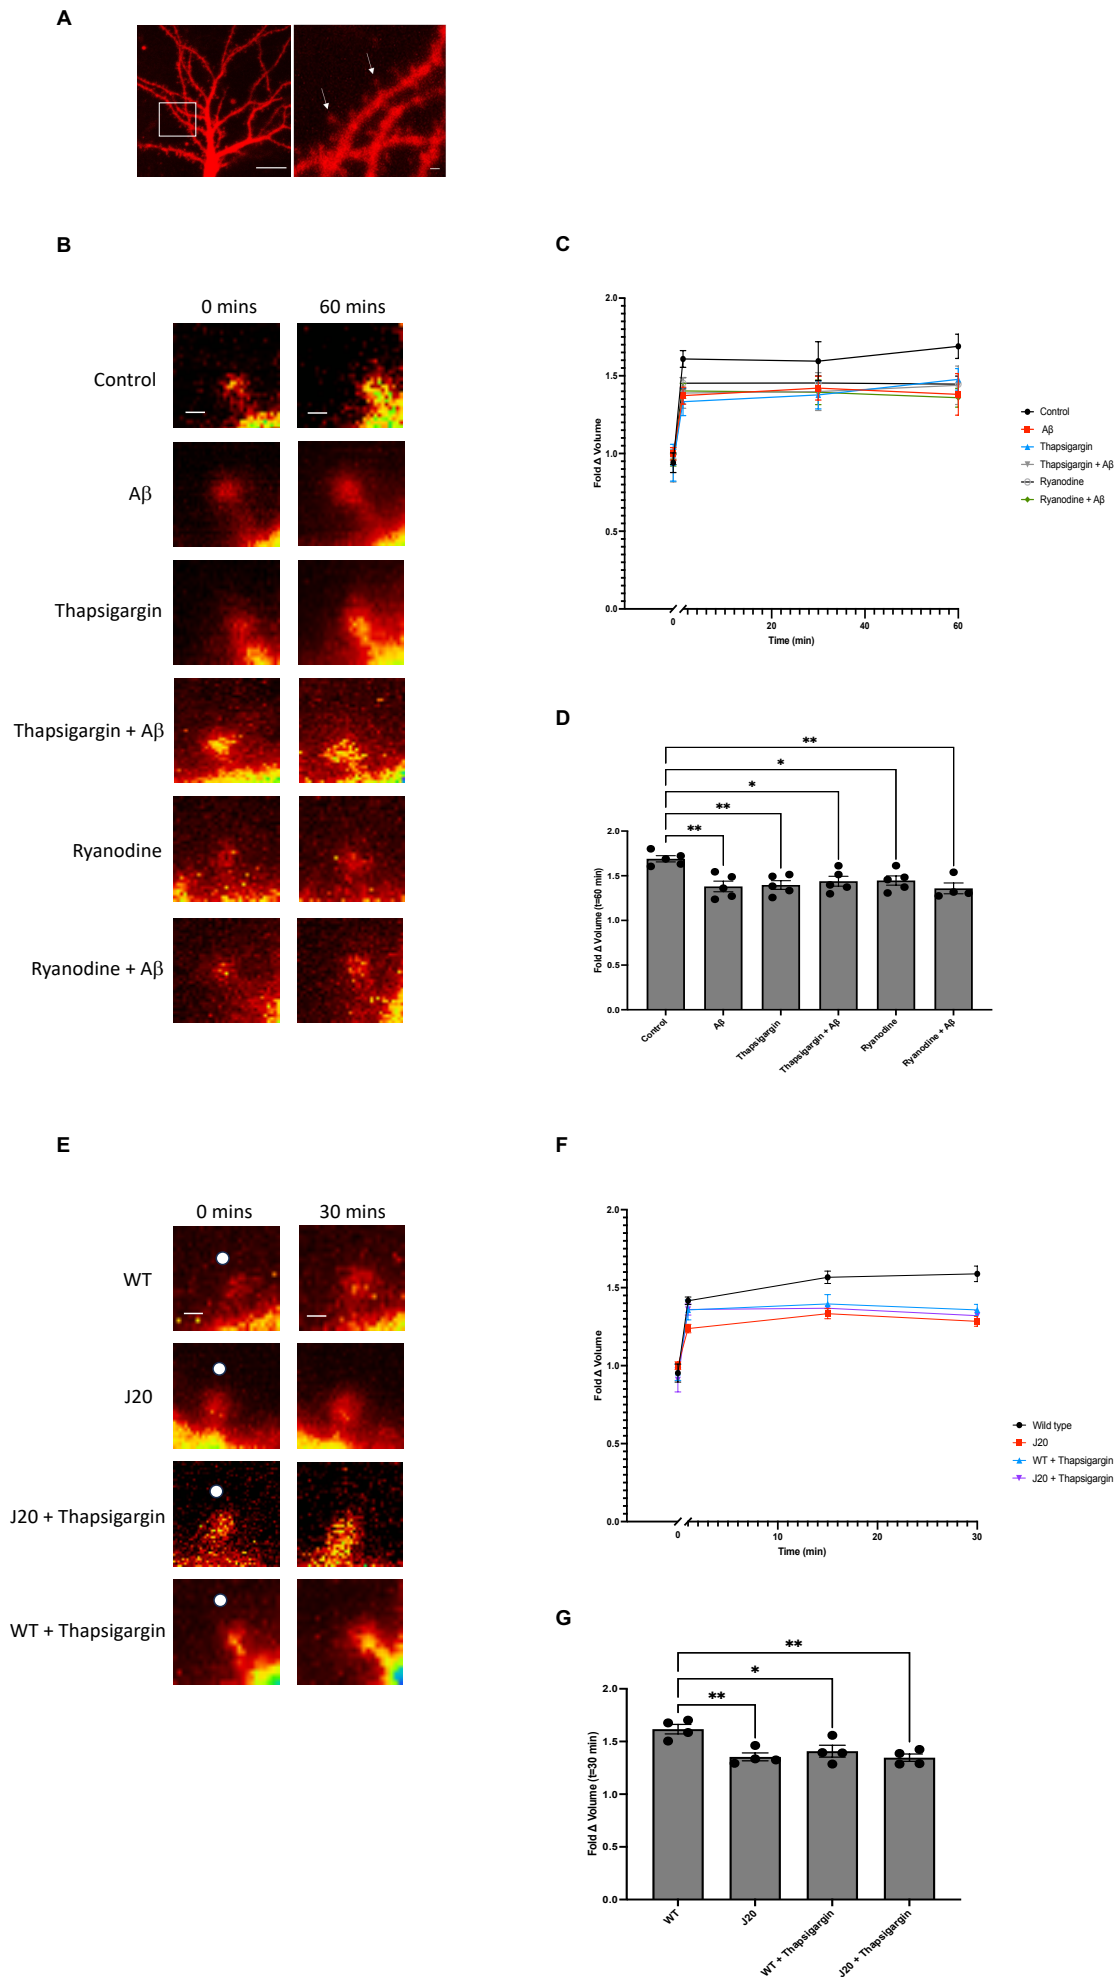 A
B
0 mins 60 mins
Control
Aβ
Thapsigargin
Thapsigargin + Aβ
Ryanodine
Ryanodine + Aβ
C
2.0
1.5
1.0
0.5
0.0
Fold Δ Volume
0 20 40 60
Time (min)
Control
Aβ
Thapsigargin
Thapsigargin + Aβ
Ryanodine
Ryanodine + Aβ
D
**
*
*
**
**
2.0
1.5
1.0
0.5
0.0
Fold Δ Volume (t=60 min)
Control
Aβ
Thapsigargin
Thapsigargin + Aβ
Ryanodine
Ryanodine + Aβ
E
0 mins 30 mins
WT
J20
J20 + Thapsigargin
WT + Thapsigargin
F
2.0
1.5
1.0
0.5
0.0
Fold Δ Volume
0 10 20 30
Time (min)
Wild type
J20
WT + Thapsigargin
J20 + Thapsigargin
G
**
*
**
2.0
1.5
1.0
0.5
0.0
Fold Δ Volume (t=30 min)
WT
J20
WT + Thapsigargin
J20 + Thapsigargin